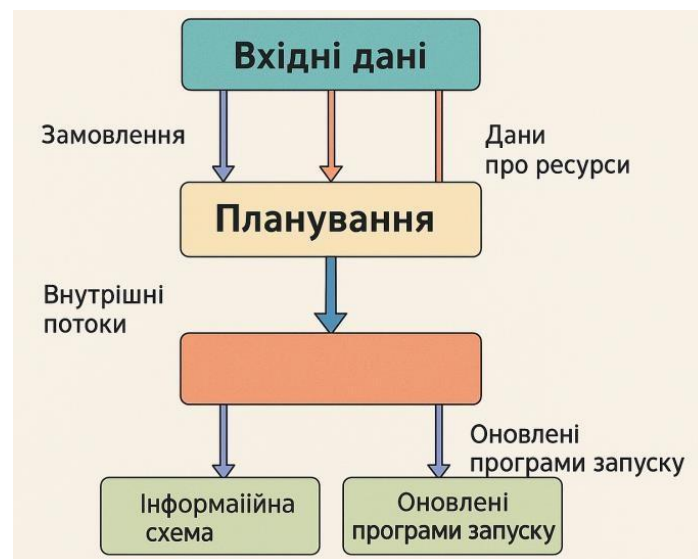 Вхідні дані
Замовлення
Дани
про ресурси
Планування
Внутрішні
потоки
Оновлені
програми запуску
Інформаіійна
схема
Оновлені
програми запуску